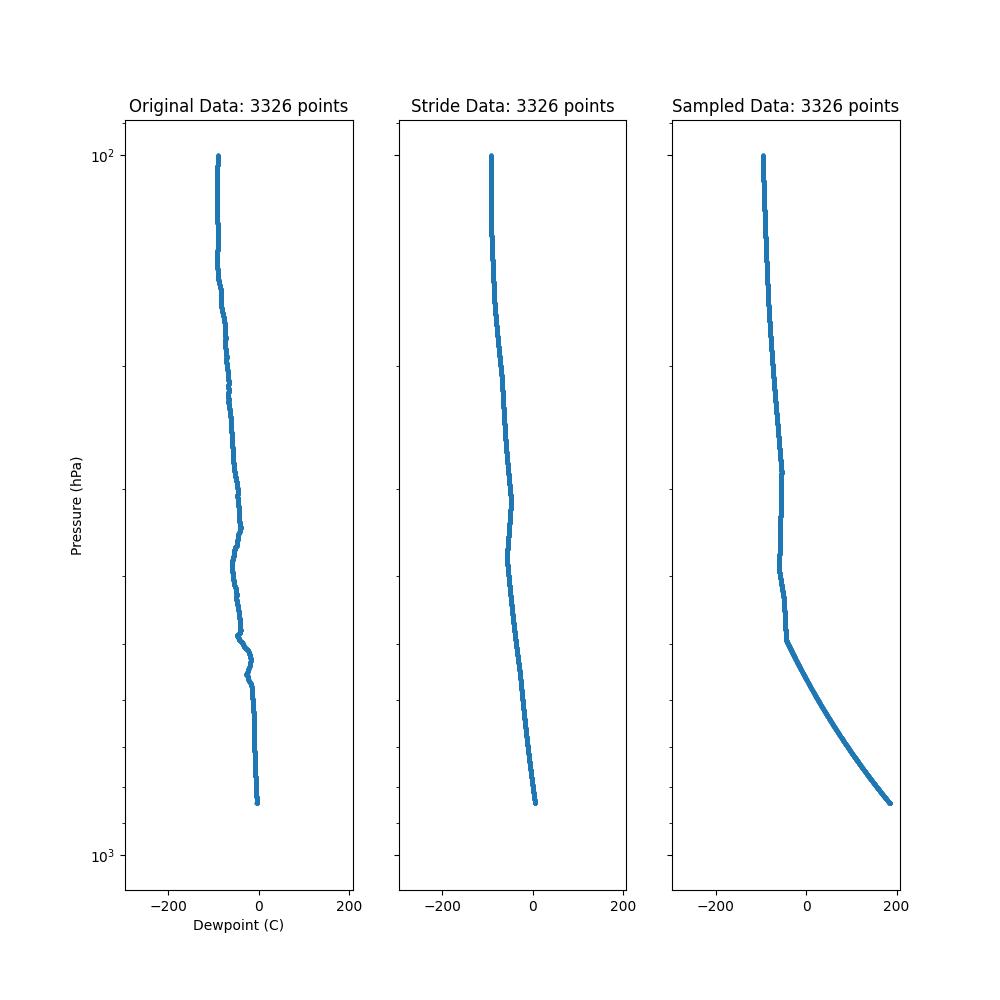 Original Data: 3326 points
Stride Data: 3326 points
Sampled Data: 3326 points
10²
10³
Pressure (hPa)
−200 0 200
−200 0 200
−200 0 200
Dewpoint (C)